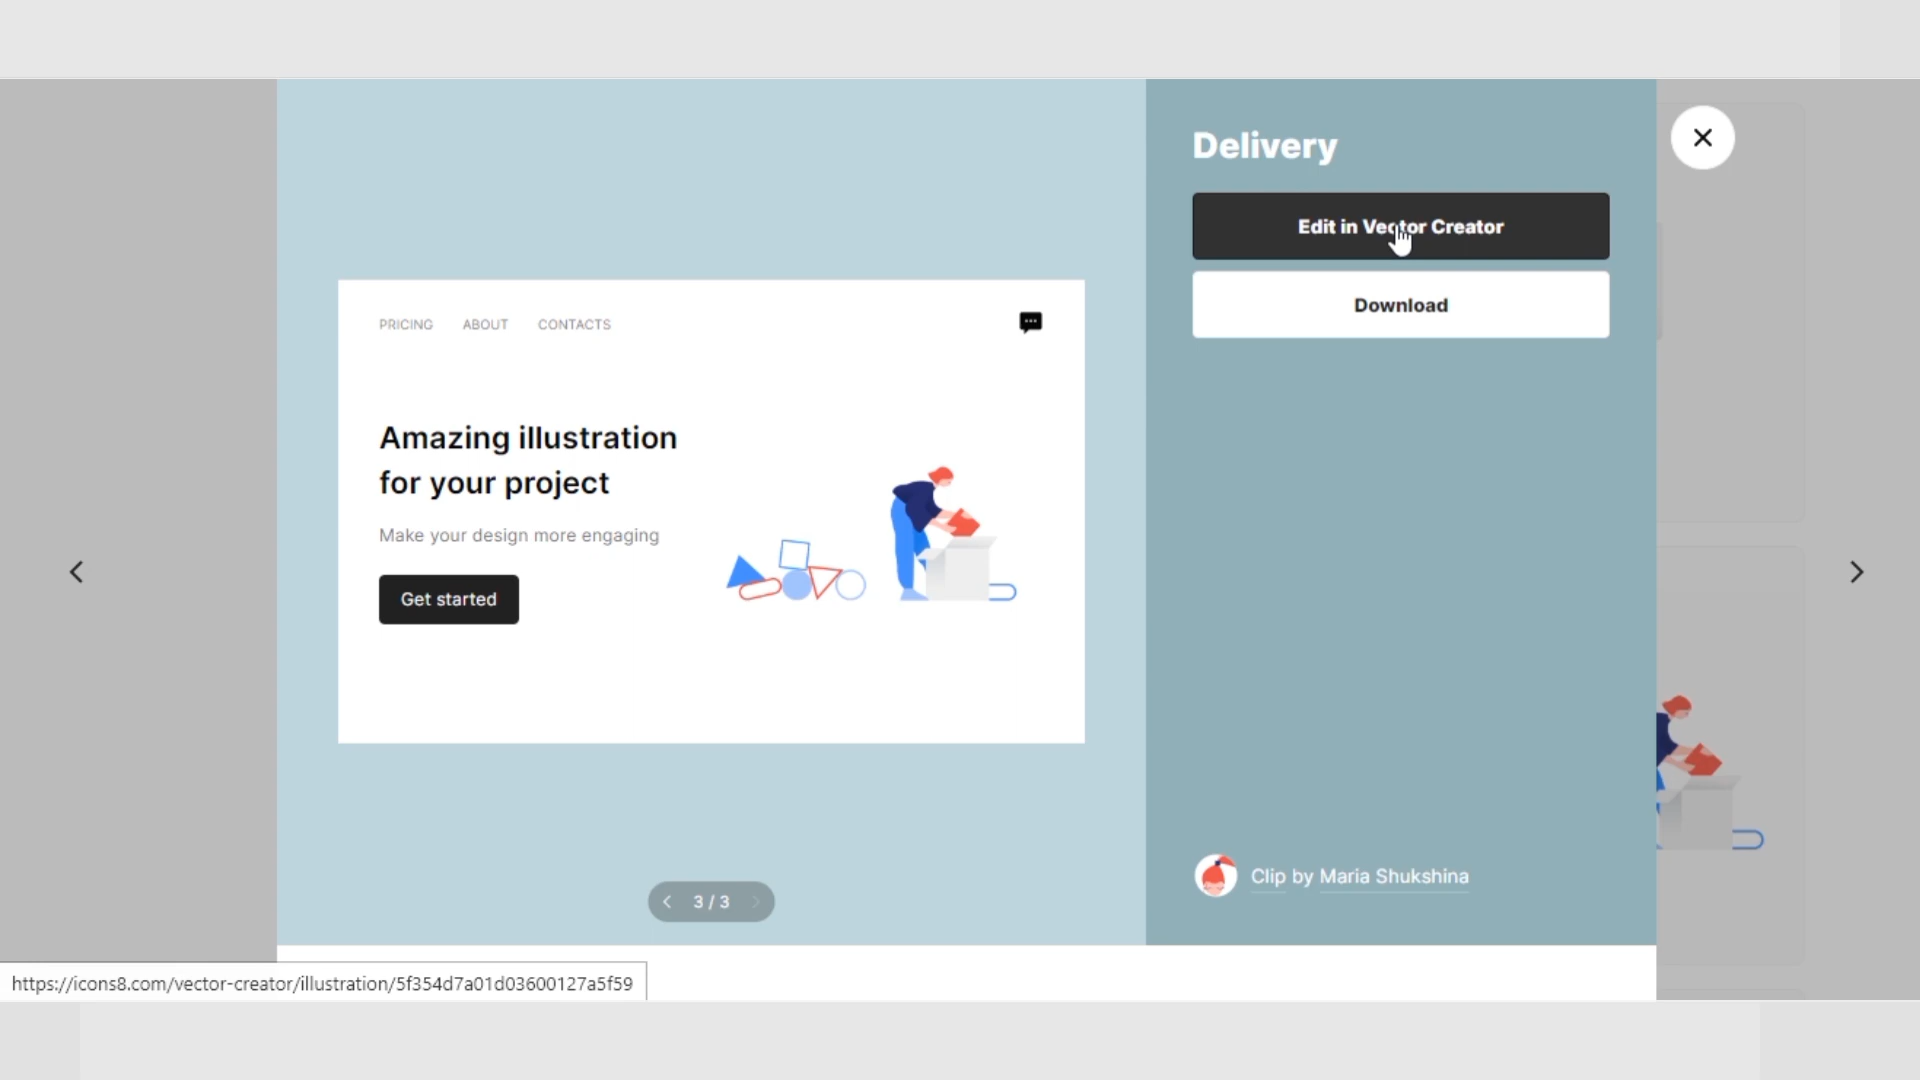 Delivery
Edit in Vector Creator
Download
PRICING ABOUT CONTACTS
Amazing illustration
for your project
Make your design more engaging
Get started
Clip by Maria Shukshina
3 / 3
https://icons8.com/vector-creator/illustration/5f354d7a01d03600127a5f59